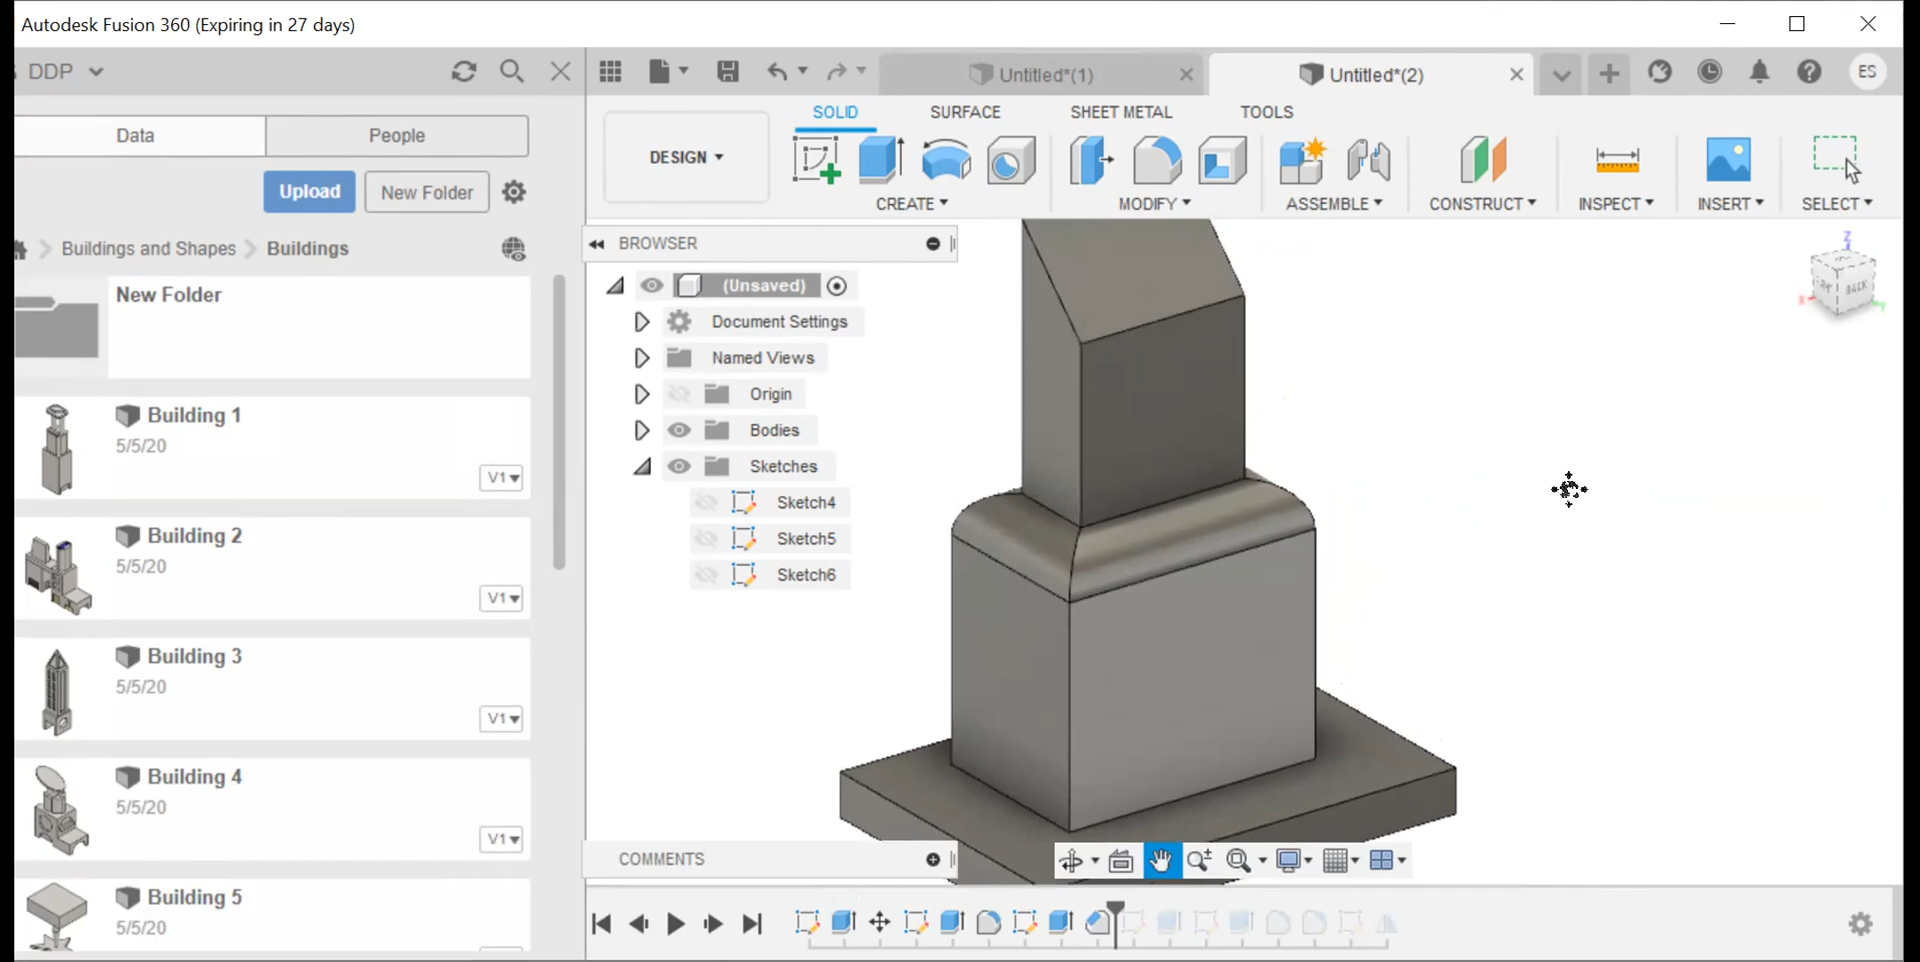 Autodesk Fusion 360 (Expiring in 27 days)
DDP
Untitled*(1)
Untitled*(2)
ES
Data
People
Upload
New Folder
Buildings and Shapes
Buildings
New Folder
Building 1
5/5/20
V1
Building 2
5/5/20
V1
Building 3
5/5/20
V1
Building 4
5/5/20
V1
Building 5
5/5/20
SOLID
SURFACE
SHEET METAL
TOOLS
DESIGN
CREATE
MODIFY
ASSEMBLE
CONSTRUCT
INSPECT
INSERT
SELECT
BROWSER
(Unsaved)
Document Settings
Named Views
Origin
Bodies
Sketches
Sketch4
Sketch5
Sketch6
Z
BACK
X
Y
COMMENTS